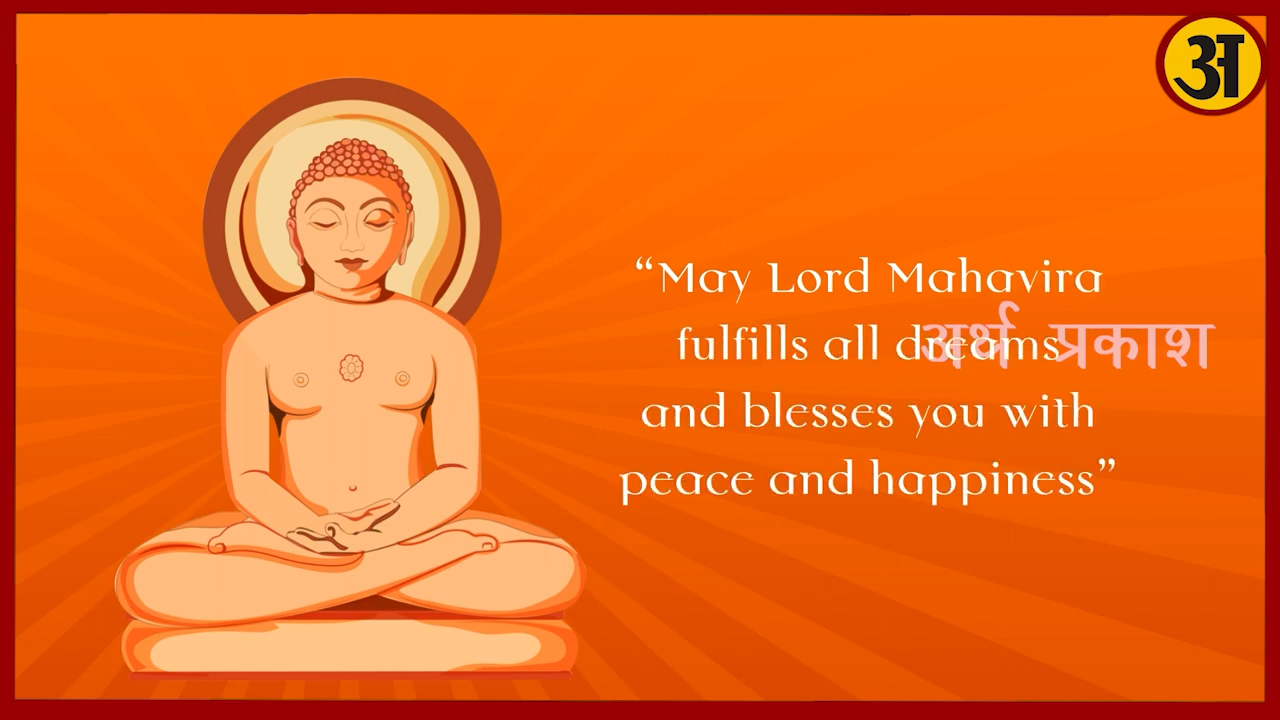 अ
“May Lord Mahavira
fulfills all dreams
अर्थ प्रकाश
and blesses you with
peace and happiness”